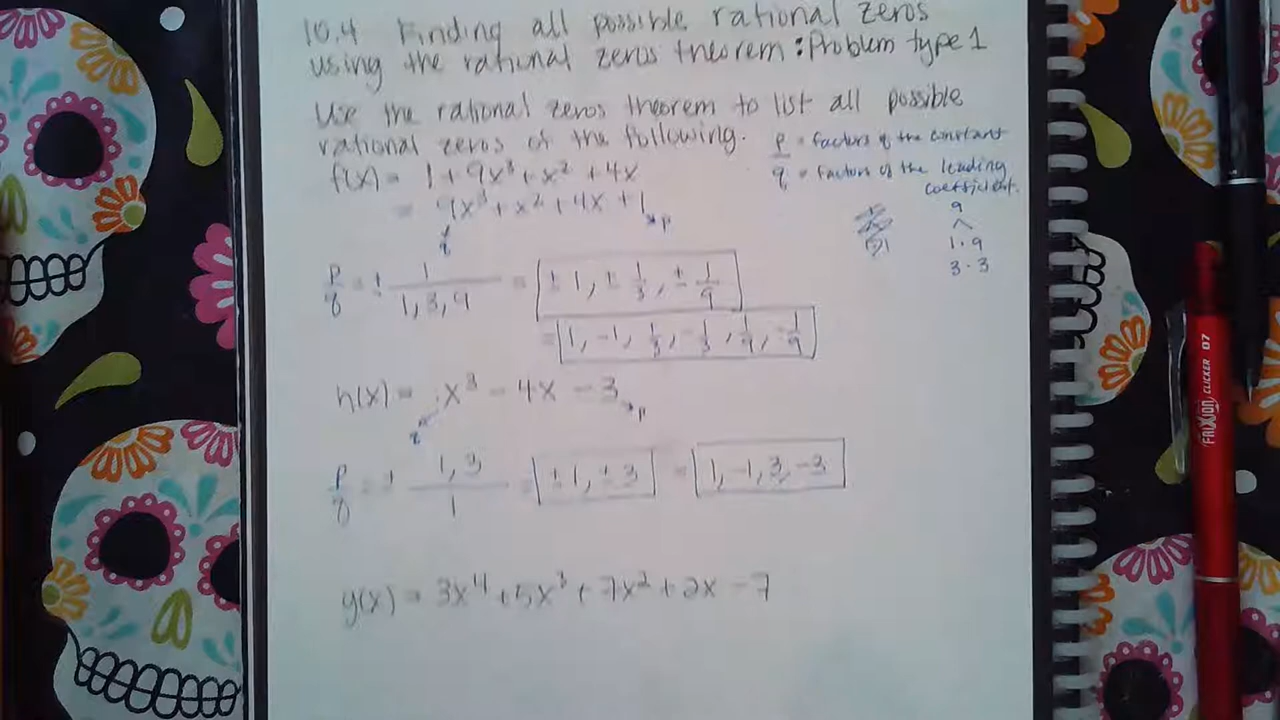 10.4 Finding all possible rational zeros
using the rational zeros theorem: Problem type 1
Use the rational zeros theorem to list all possible
rational zeros of the following.
p = factors of the constant
q = factors of the leading
coefficient.
f(x) = 1 + 9x³ + x² + 4x
= 9x³ + x² + 4x + 1
q
p
9
1 · 9
3 · 3
p/q = ± 1/1, 3, 9 = ± 1, ± 1/3, ± 1/9
= 1, -1, 1/3, -1/3, 1/9, -1/9
h(x) = x³ - 4x - 3
q
p
p/q = ± 1, 3/1 = ± 1, ± 3 = 1, -1, 3, -3
y(x) = 3x⁴ + 5x³ + 7x² + 2x - 7
FRIXION CLICKER 07